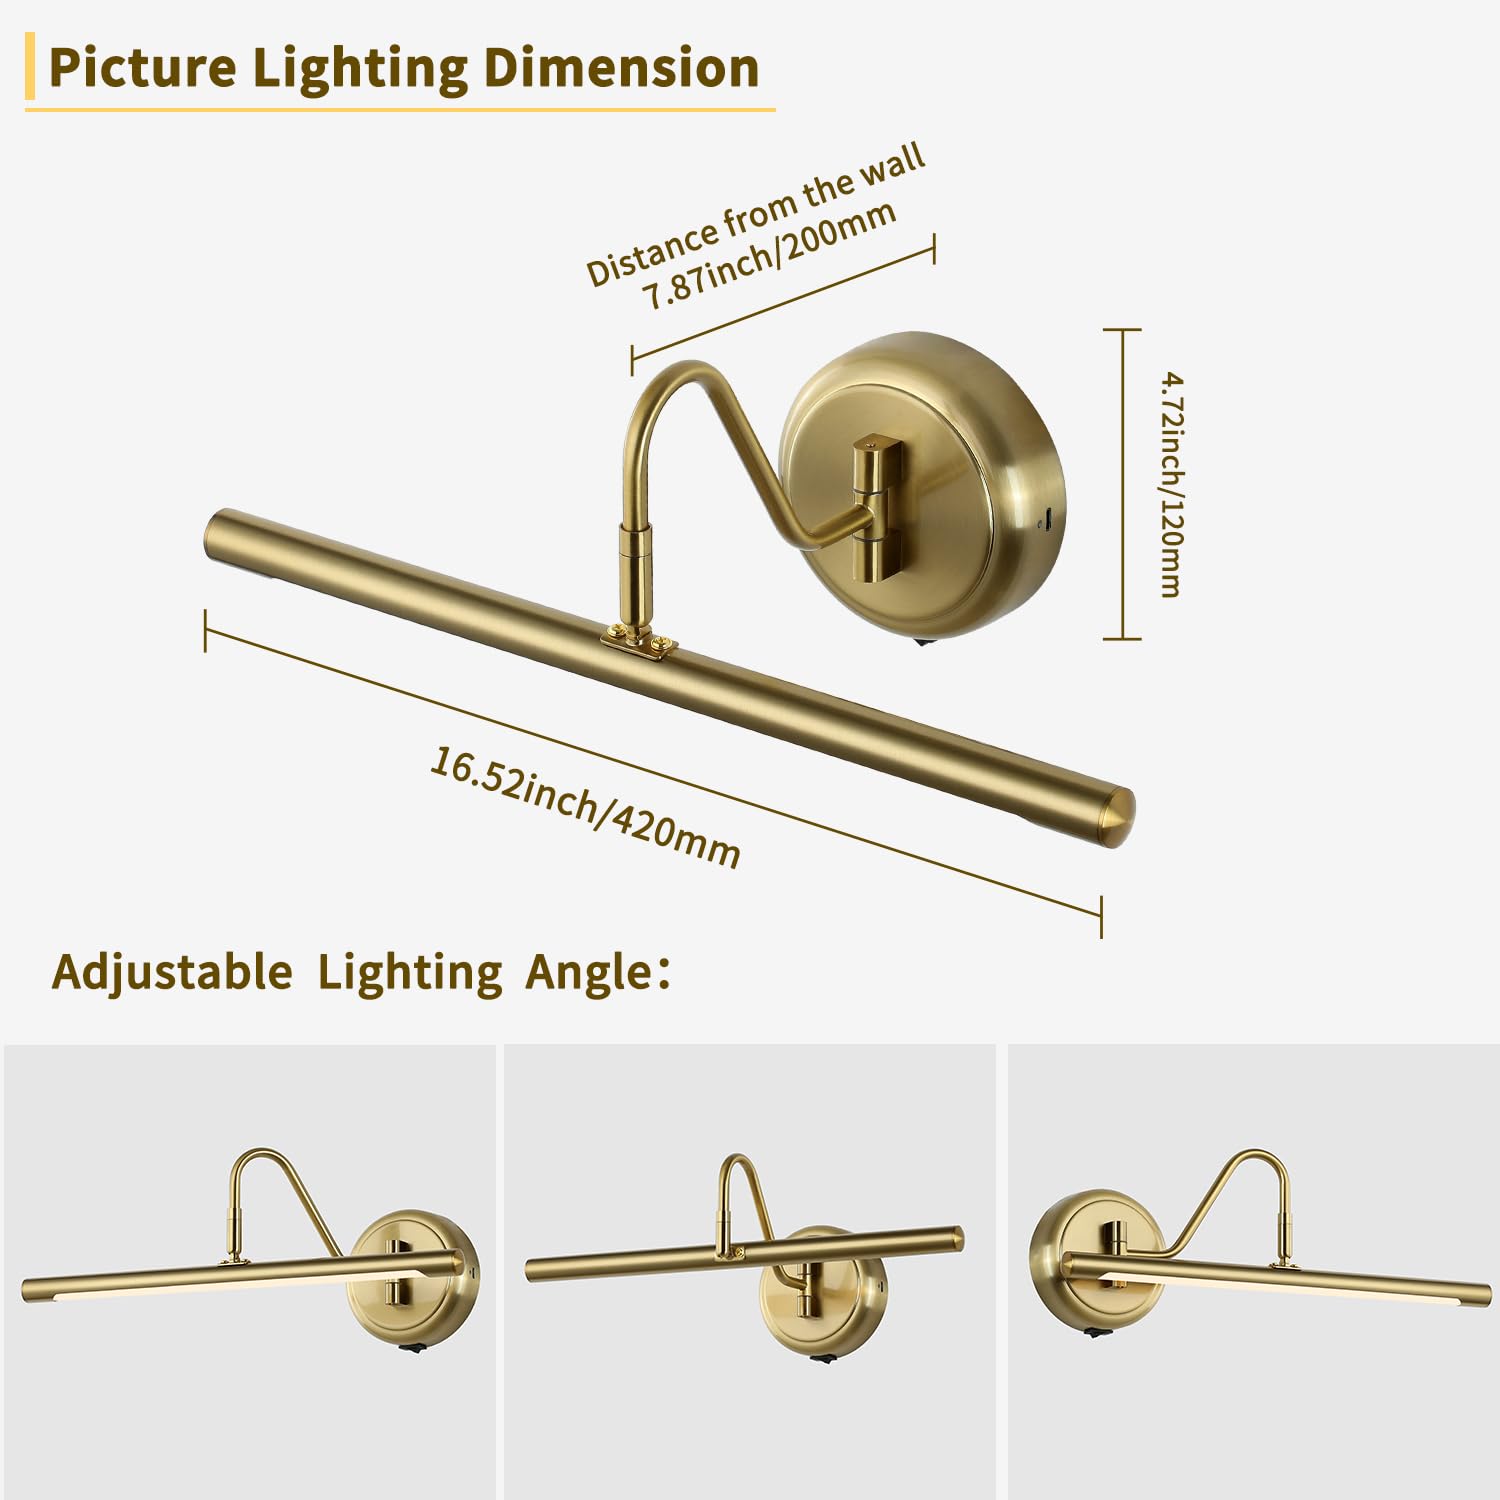 Picture Lighting Dimension
Distance from the wall
7.87inch/200mm
4.72inch/120mm
16.52inch/420mm
Adjustable Lighting Angle: